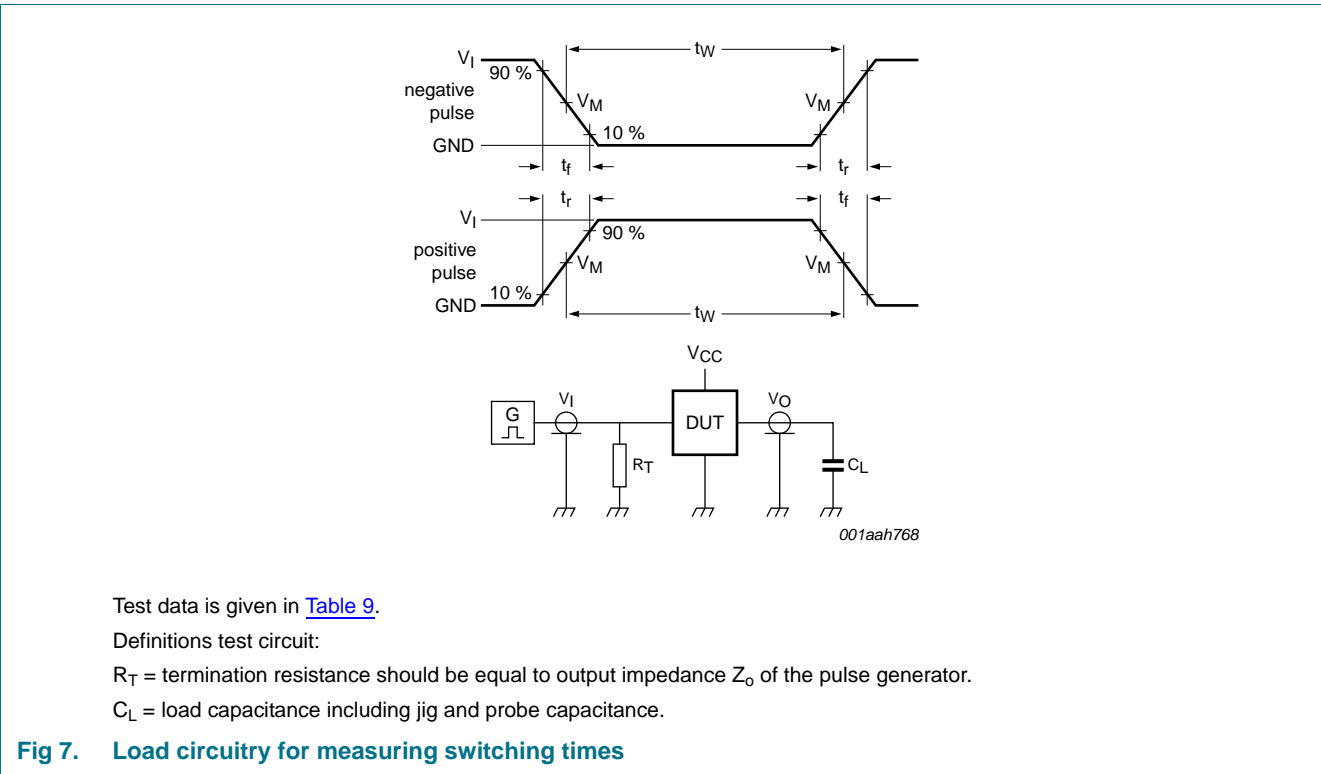 tW
VI
90 %
negative
pulse
VM
VM
10 %
GND
tf
tr
tr
tf
VI
90 %
positive
pulse
VM
VM
10 %
GND
tW
VCC
G
VI
DUT
VO
RT
CL
001aah768
Test data is given in Table 9.
Definitions test circuit:
RT = termination resistance should be equal to output impedance Zo of the pulse generator.
CL = load capacitance including jig and probe capacitance.
Fig 7. Load circuitry for measuring switching times